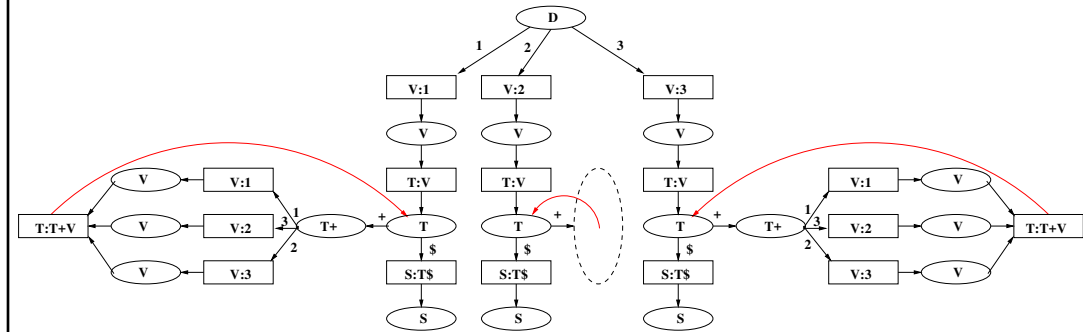 D
1 2 3
V:1 V:2 V:3
V V V
V V:1 T:V T:V T:V V:1 V
T:T+V V V:2 3 1 T+ + T T + T + T+ 1 3 V:2 V T:T+V
2 $ $ $ 2
V V:3 S:T$ S:T$ S:T$ V:3 V
S S S